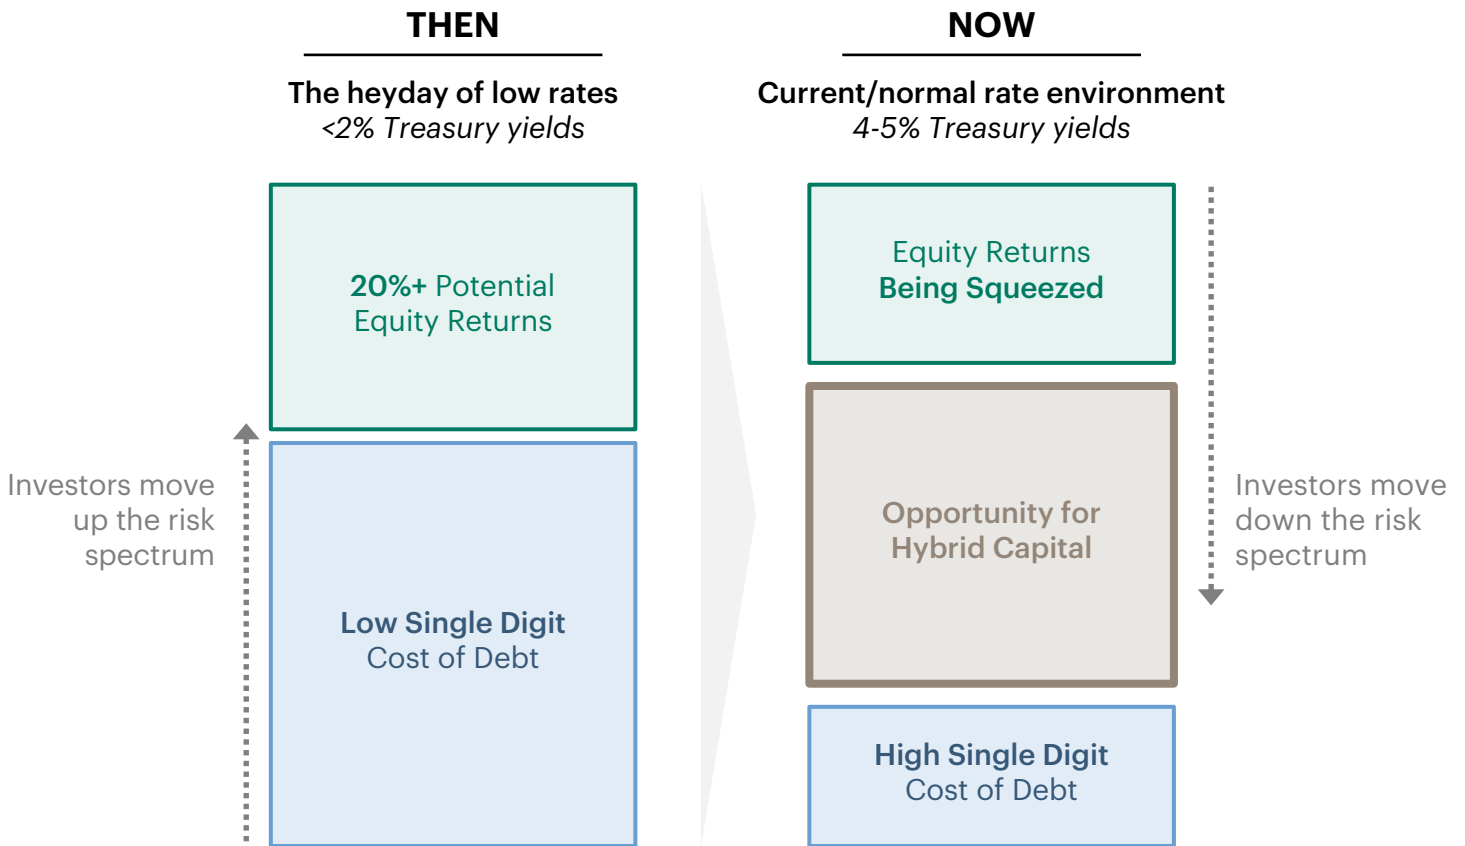 THEN
The heyday of low rates
<2% Treasury yields
20%+ Potential
Equity Returns
Investors move
up the risk
spectrum
Low Single Digit
Cost of Debt
NOW
Current/normal rate environment
4-5% Treasury yields
Equity Returns
Being Squeezed
Opportunity for
Hybrid Capital
Investors move
down the risk
spectrum
High Single Digit
Cost of Debt